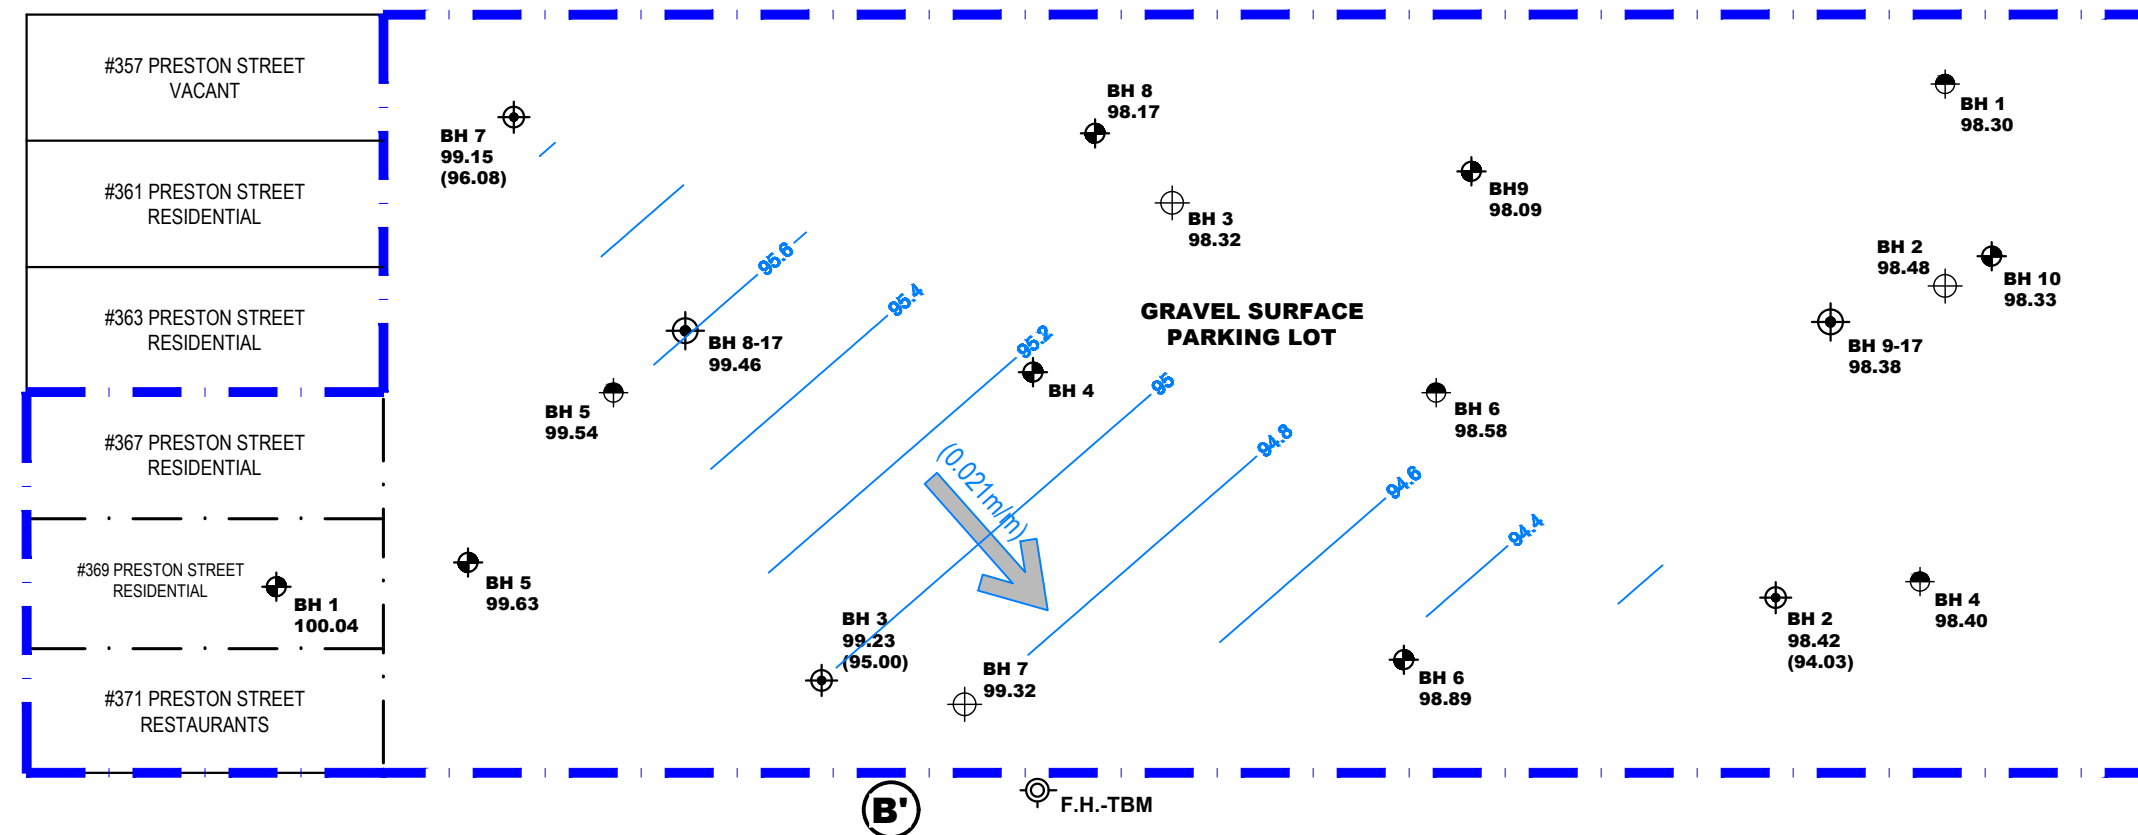 #357 PRESTON STREET
VACANT
#361 PRESTON STREET
RESIDENTIAL
#363 PRESTON STREET
RESIDENTIAL
#367 PRESTON STREET
RESIDENTIAL
#369 PRESTON STREET
RESIDENTIAL
#371 PRESTON STREET
RESTAURANTS
BH 1
100.04
BH 7
99.15
(96.08)
BH 8
98.17
BH 3
98.32
BH9
98.09
BH 1
98.30
BH 2
98.48
BH 10
98.33
BH 9-17
98.38
GRAVEL SURFACE
PARKING LOT
95.6
95.4
95.2
95
94.8
94.6
94.4
BH 8-17
99.46
BH 5
99.54
BH 4
BH 6
98.58
(0.021m/m)
BH 5
99.63
BH 3
99.23
(95.00)
BH 7
99.32
BH 6
98.89
BH 2
98.42
(94.03)
BH 4
98.40
B'
F.H.-TBM